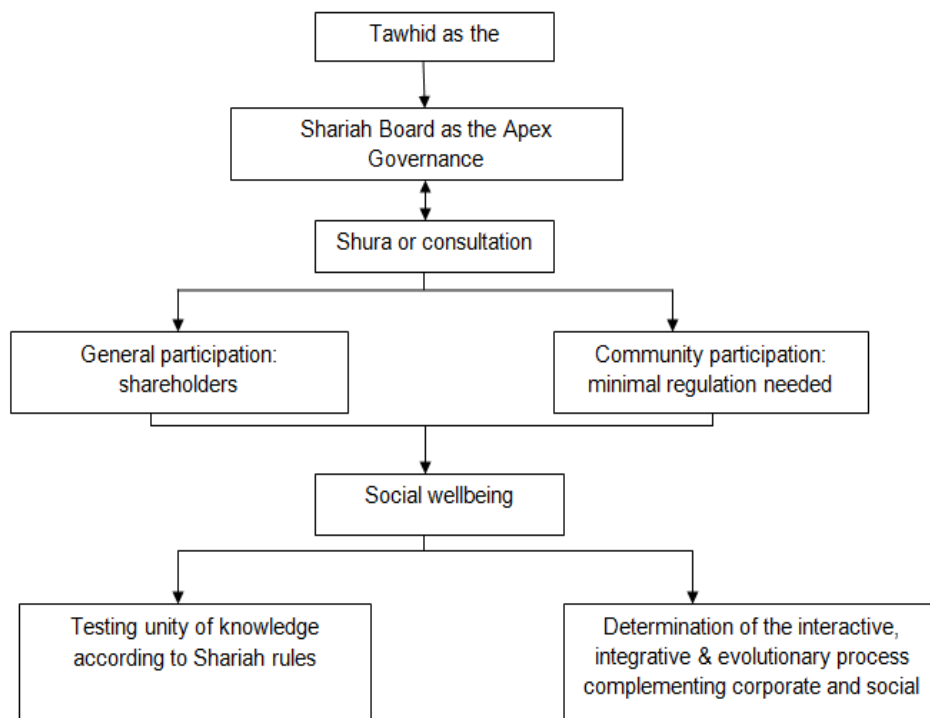 Tawhid as the
Shariah Board as the Apex
Governance
Shura or consultation
General participation:
shareholders
Community participation:
minimal regulation needed
Social wellbeing
Testing unity of knowledge
according to Shariah rules
Determination of the interactive,
integrative & evolutionary process
complementing corporate and social